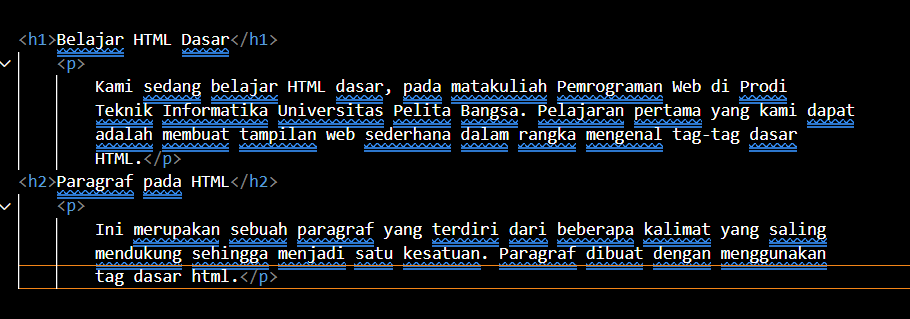 <h1>Belajar HTML Dasar</h1>
<p>
Kami sedang belajar HTML dasar, pada matakuliah Pemrograman Web di Prodi
Teknik Informatika Universitas Pelita Bangsa. Pelajaran pertama yang kami dapat
adalah membuat tampilan web sederhana dalam rangka mengenal tag-tag dasar
HTML.</p>
<h2>Paragraf pada HTML</h2>
<p>
Ini merupakan sebuah paragraf yang terdiri dari beberapa kalimat yang saling
mendukung sehingga menjadi satu kesatuan. Paragraf dibuat dengan menggunakan
tag dasar html.</p>